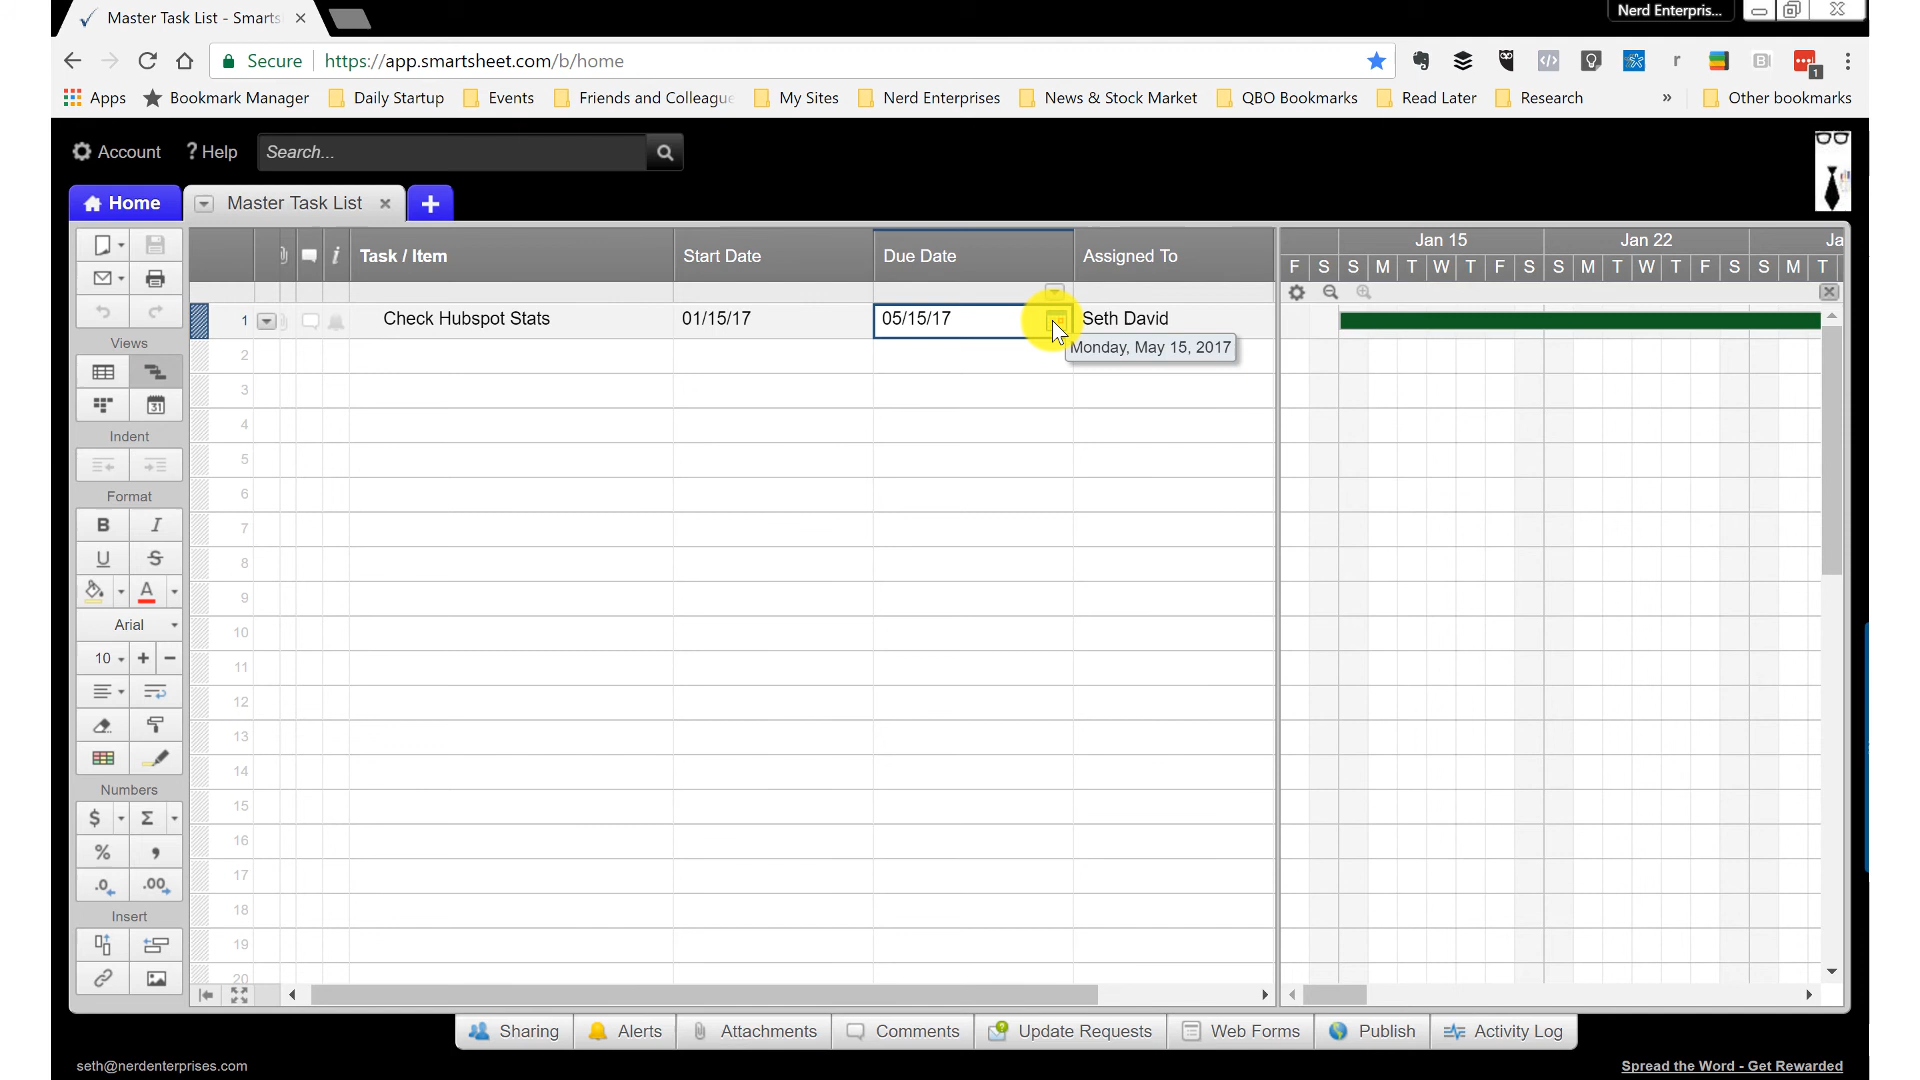 Master Task List - Smarts
Nerd Enterpris...
Secure
https://app.smartsheet.com/b/home
1
Apps
Bookmark Manager
Daily Startup
Events
Friends and Colleague
My Sites
Nerd Enterprises
News & Stock Market
QBO Bookmarks
Read Later
Research
»
Other bookmarks
Account
? Help
Search...
Home
Master Task List
Task / Item
Start Date
Due Date
Assigned To
Jan 15
Jan 22
Ja
F S S M T W T F S S M T W T F S S M T
1
Check Hubspot Stats
01/15/17
05/15/17
Seth David
Monday, May 15, 2017
2
3
4
5
6
7
8
9
10
11
12
13
14
15
16
17
18
19
20
Views
31
Indent
Format
B
I
U
S
A
Arial
10
+
−
Numbers
$
Σ
%
,
.0
.00
Insert
Sharing
Alerts
Attachments
Comments
Update Requests
Web Forms
Publish
Activity Log
seth@nerdenterprises.com
Spread the Word - Get Rewarded